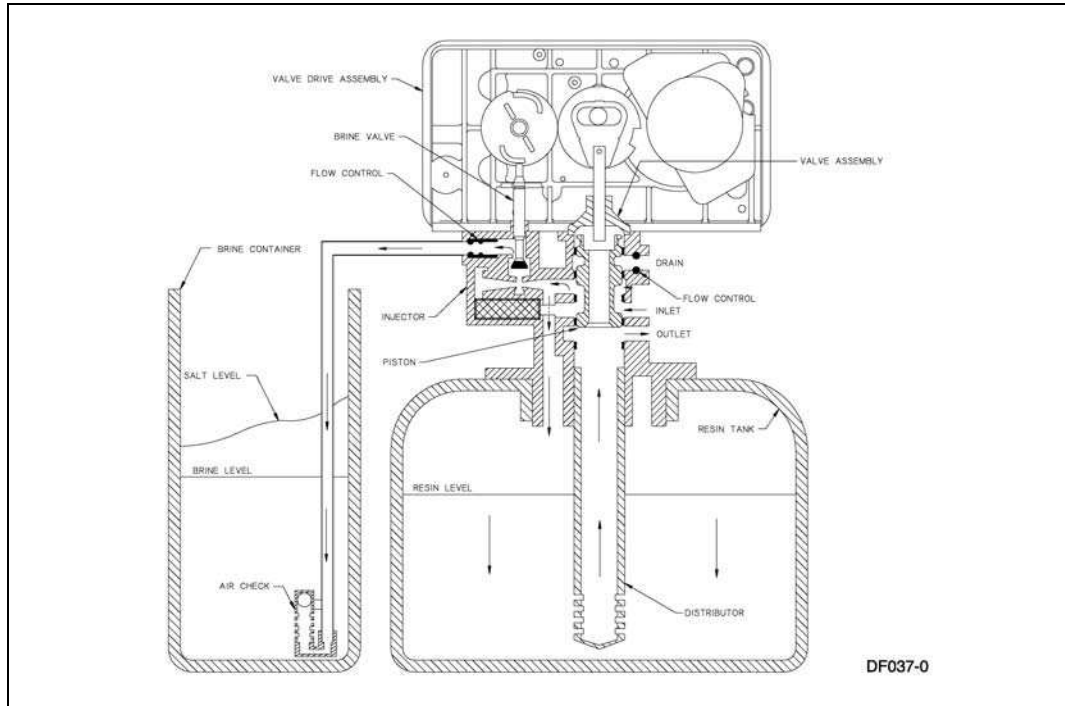 VALVE DRIVE ASSEMBLY
BRINE VALVE
VALVE ASSEMBLY
FLOW CONTROL
BRINE CONTAINER
DRAIN
FLOW CONTROL
INJECTOR
INLET
OUTLET
PISTON
SALT LEVEL
RESIN TANK
BRINE LEVEL
RESIN LEVEL
AIR CHECK
DISTRIBUTOR
DF037-0